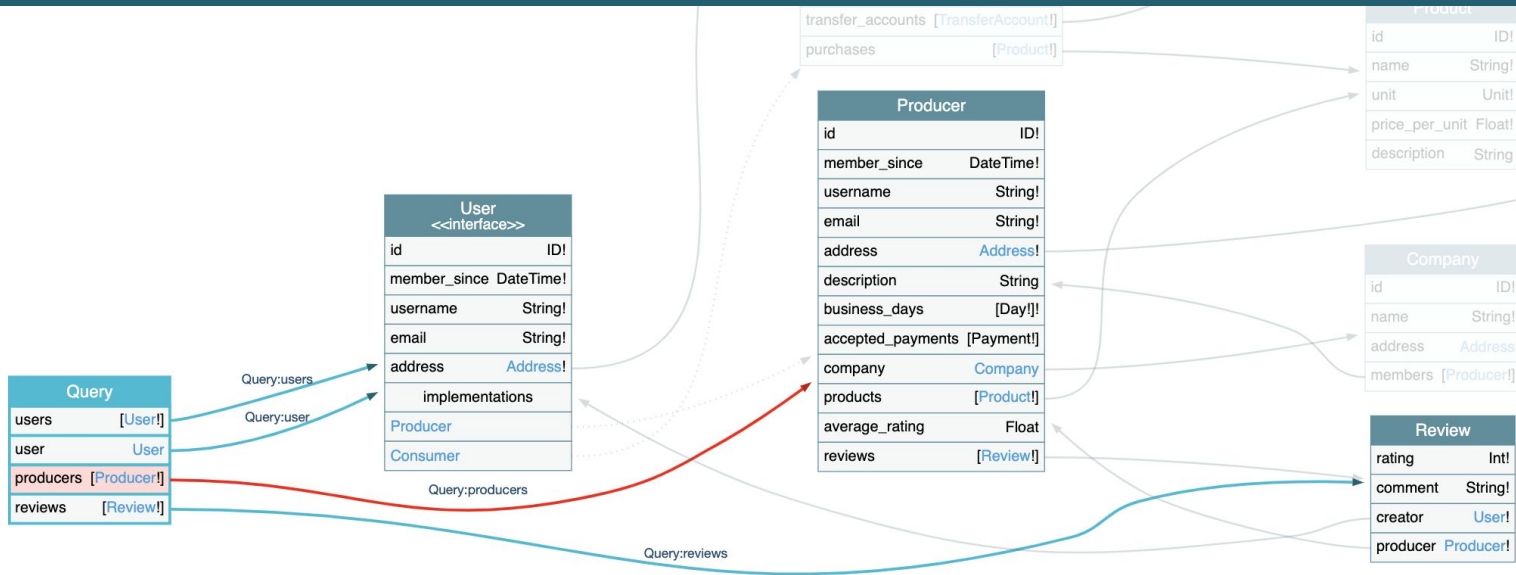 transfer_accounts [TransferAccount!]
purchases [Product!]
Product
id ID!
name String!
unit Unit!
price_per_unit Float!
description String
Producer
id ID!
member_since DateTime!
username String!
email String!
address Address!
description String
business_days [Day!]!
accepted_payments [Payment!]
company Company
products [Product!]
average_rating Float
reviews [Review!]
User
<<interface>>
id ID!
member_since DateTime!
username String!
email String!
address Address!
implementations
Producer
Consumer
Company
id ID!
name String!
address Address
members [Producer!]
Query
users [User!]
user User
producers [Producer!]
reviews [Review!]
Query:users
Query:user
Query:producers
Query:reviews
Review
rating Int!
comment String!
creator User!
producer Producer!